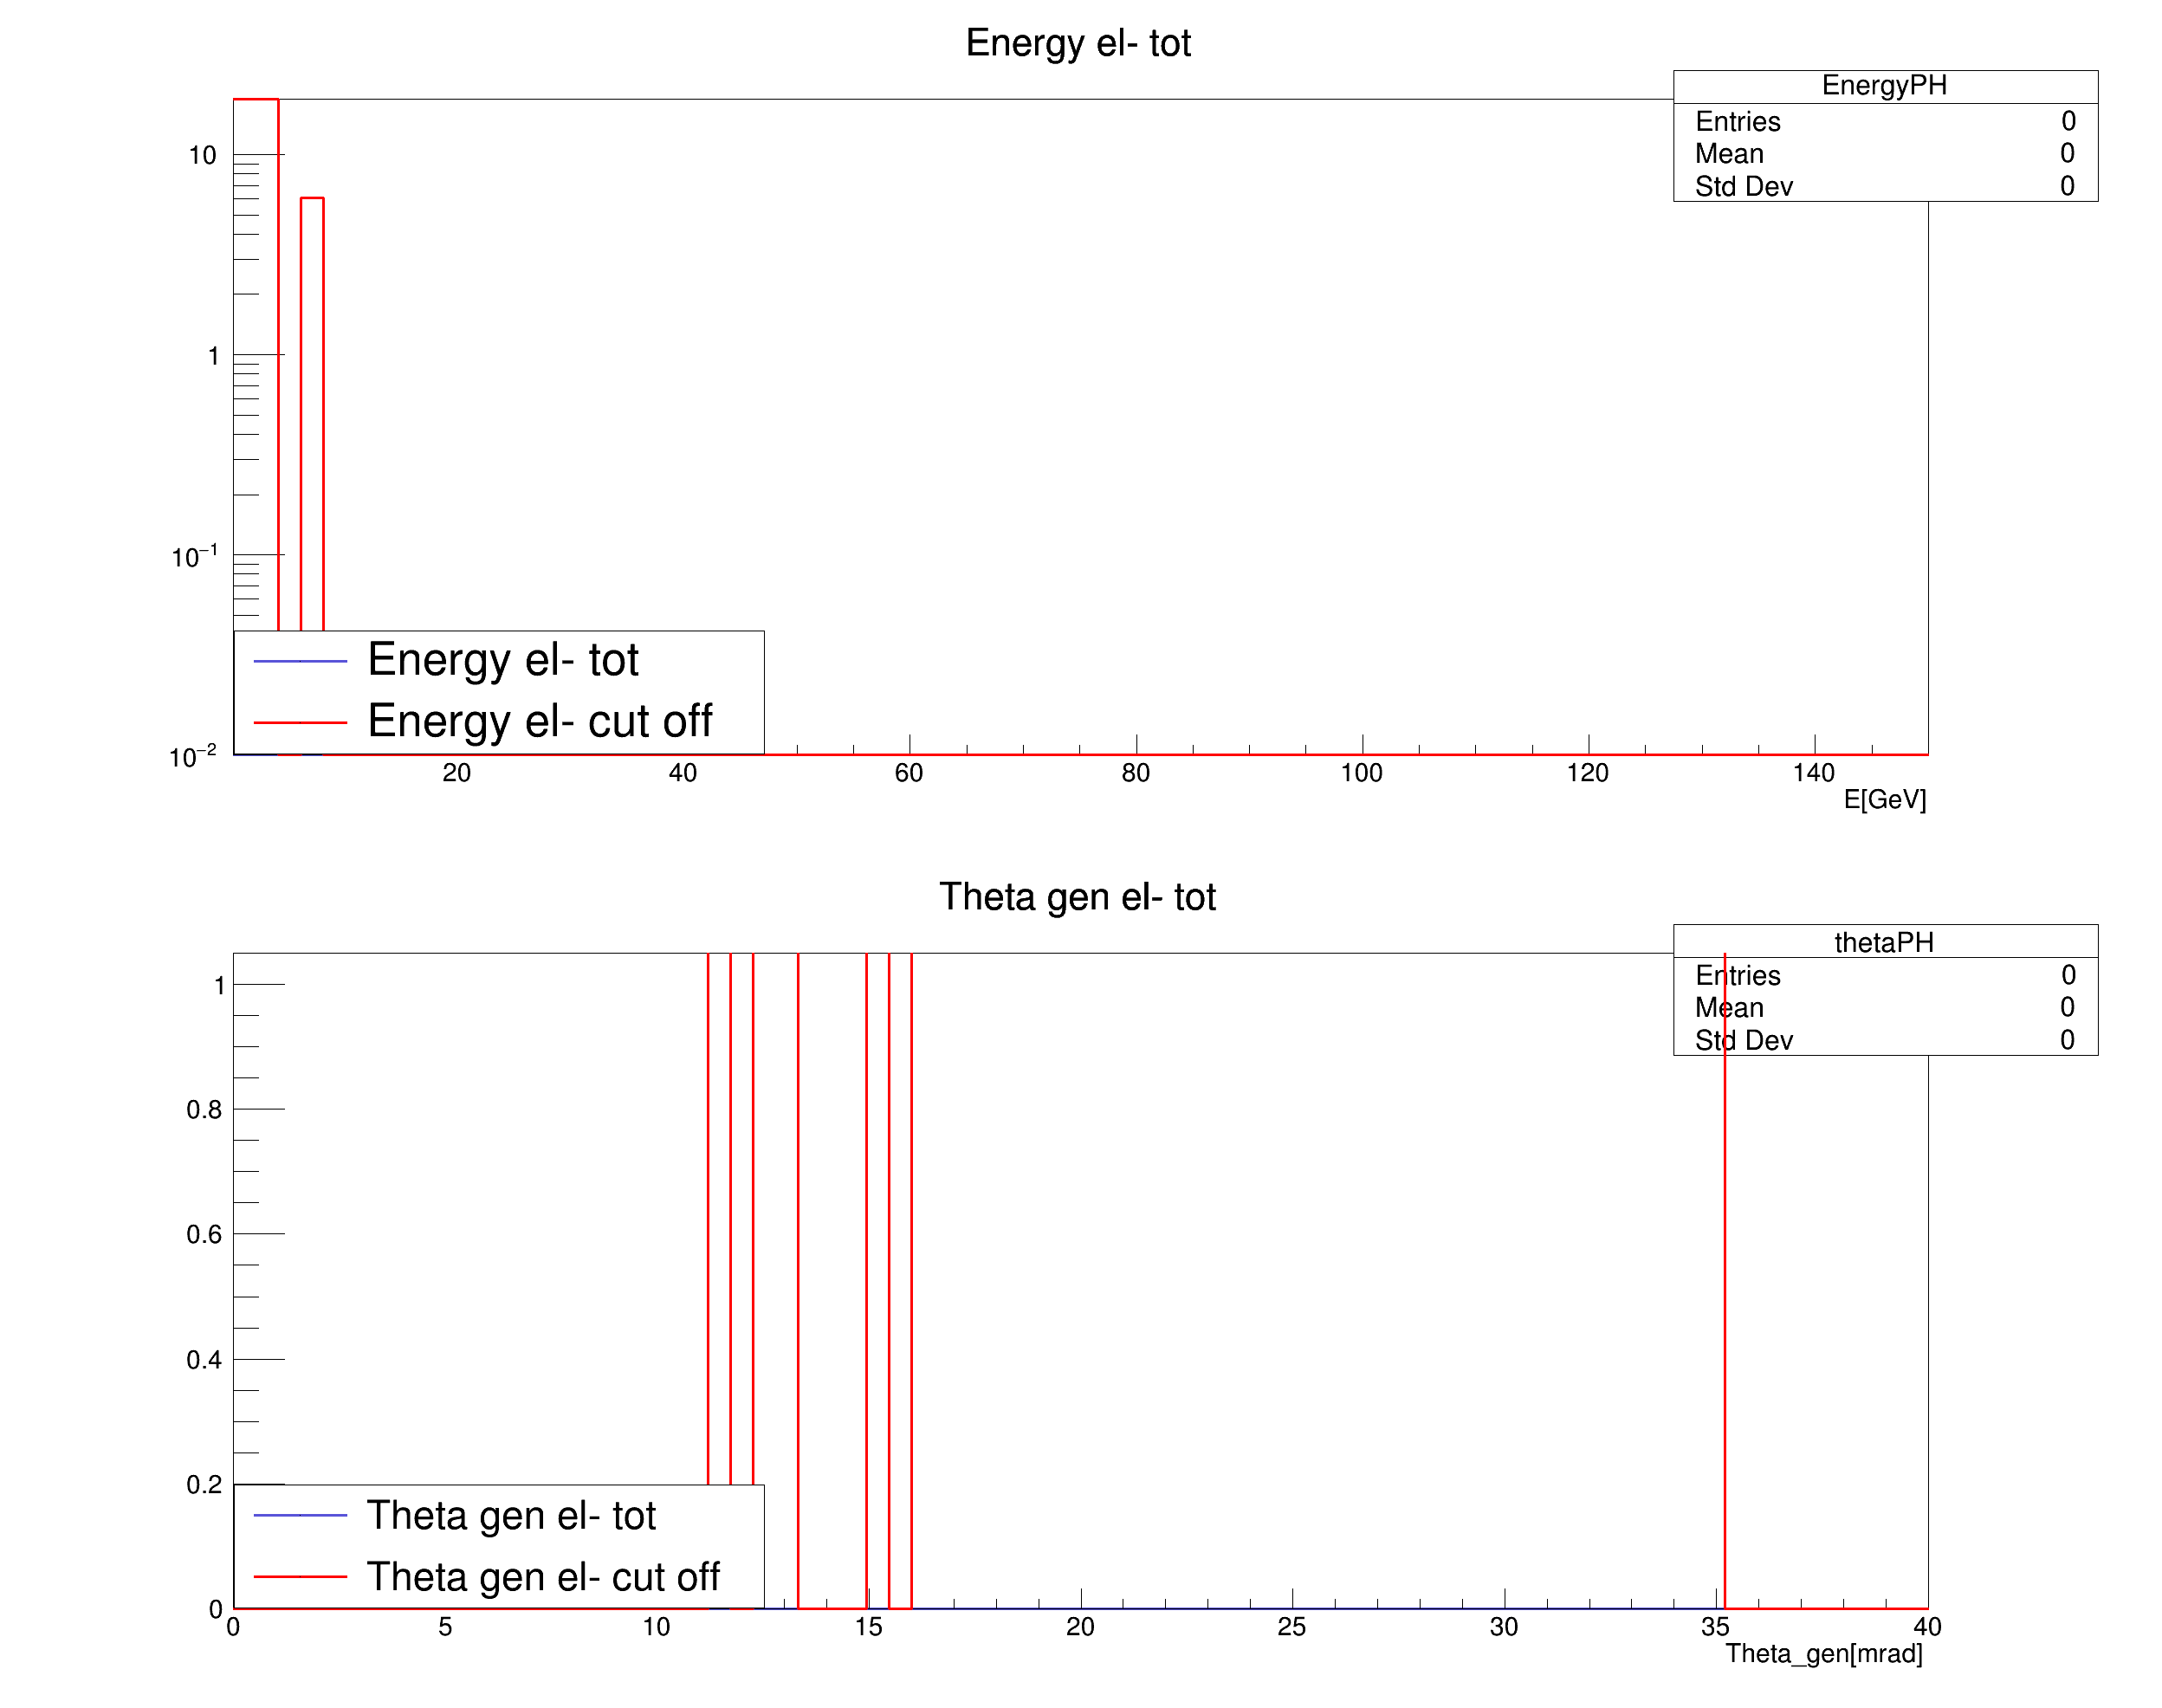 Energy el- tot
EnergyPH
Entries 0
Mean 0
Std Dev 0
10
1
10⁻¹
10⁻²
Energy el- tot
Energy el- cut off
20 40 60 80 100 120 140
E[GeV]
Theta gen el- tot
thetaPH
Entries 0
Mean 0
Std Dev 0
1
0.8
0.6
0.4
0.2
0
Theta gen el- tot
Theta gen el- cut off
0 5 10 15 20 25 30 35 40
Theta_gen[mrad]